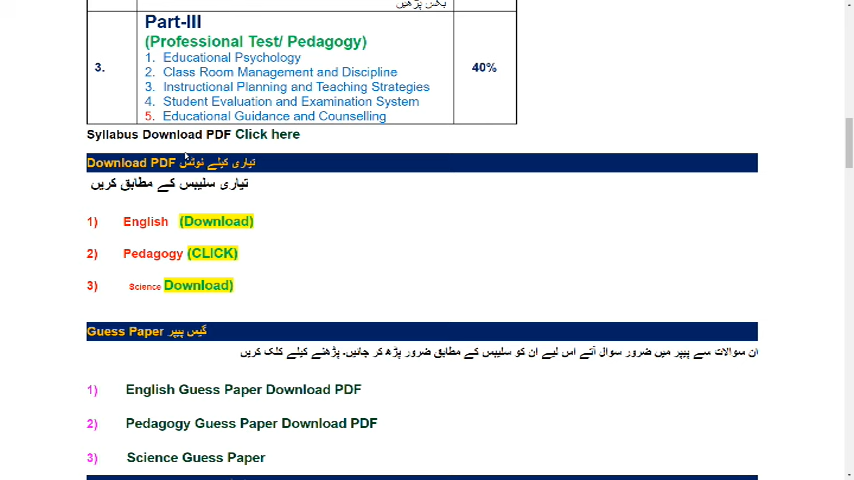 بکس پڑھیں
Part-III
(Professional Test/ Pedagogy)
3.
1. Educational Psychology
2. Class Room Management and Discipline
3. Instructional Planning and Teaching Strategies
4. Student Evaluation and Examination System
5. Educational Guidance and Counselling
40%
Syllabus Download PDF Click here
Download PDF تیاری کیلے نوٹس
تیاری سلیبس کے مطابق کریں
1) English (Download)
2) Pedagogy (CLICK)
3) Science Download)
Guess Paper گیس پیپر
ان سوالات سے پیپر میں ضرور سوال آتے اس لیے ان کو سلیبس کے مطابق ضرور پڑھ کر جائیں۔ پڑھنے کیلئے کلک کریں
1) English Guess Paper Download PDF
2) Pedagogy Guess Paper Download PDF
3) Science Guess Paper